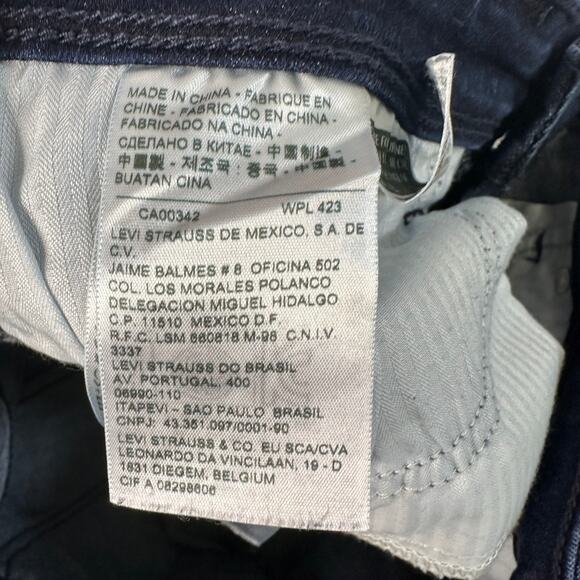 MADE IN CHINA - FABRIQUE EN
CHINE - FABRICADO EN CHINA -
FABRICADO NA CHINA -
СДЕЛАНО В КИТАЕ - 中国制造 -
中國製 - 제조국 : 중국 - 中国製 -
BUATAN CINA
CA00342 WPL 423
LEVI STRAUSS DE MEXICO, S.A. DE
C.V.
JAIME BALMES # 8 OFICINA 502
COL. LOS MORALES POLANCO
DELEGACION MIGUEL HIDALGO
C.P. 11510 MEXICO D.F.
R.F.C. LSM 860818 M-96 C.N.I.V.
3337
LEVI STRAUSS DO BRASIL
AV. PORTUGAL, 400
06690-110
ITAPEVI - SAO PAULO BRASIL
CNPJ: 43.351.097/0001-90
LEVI STRAUSS & CO. EU SCA/CVA
LEONARDO DA VINCILAAN, 19 - D
1831 DIEGEM, BELGIUM
CIF A 08298606